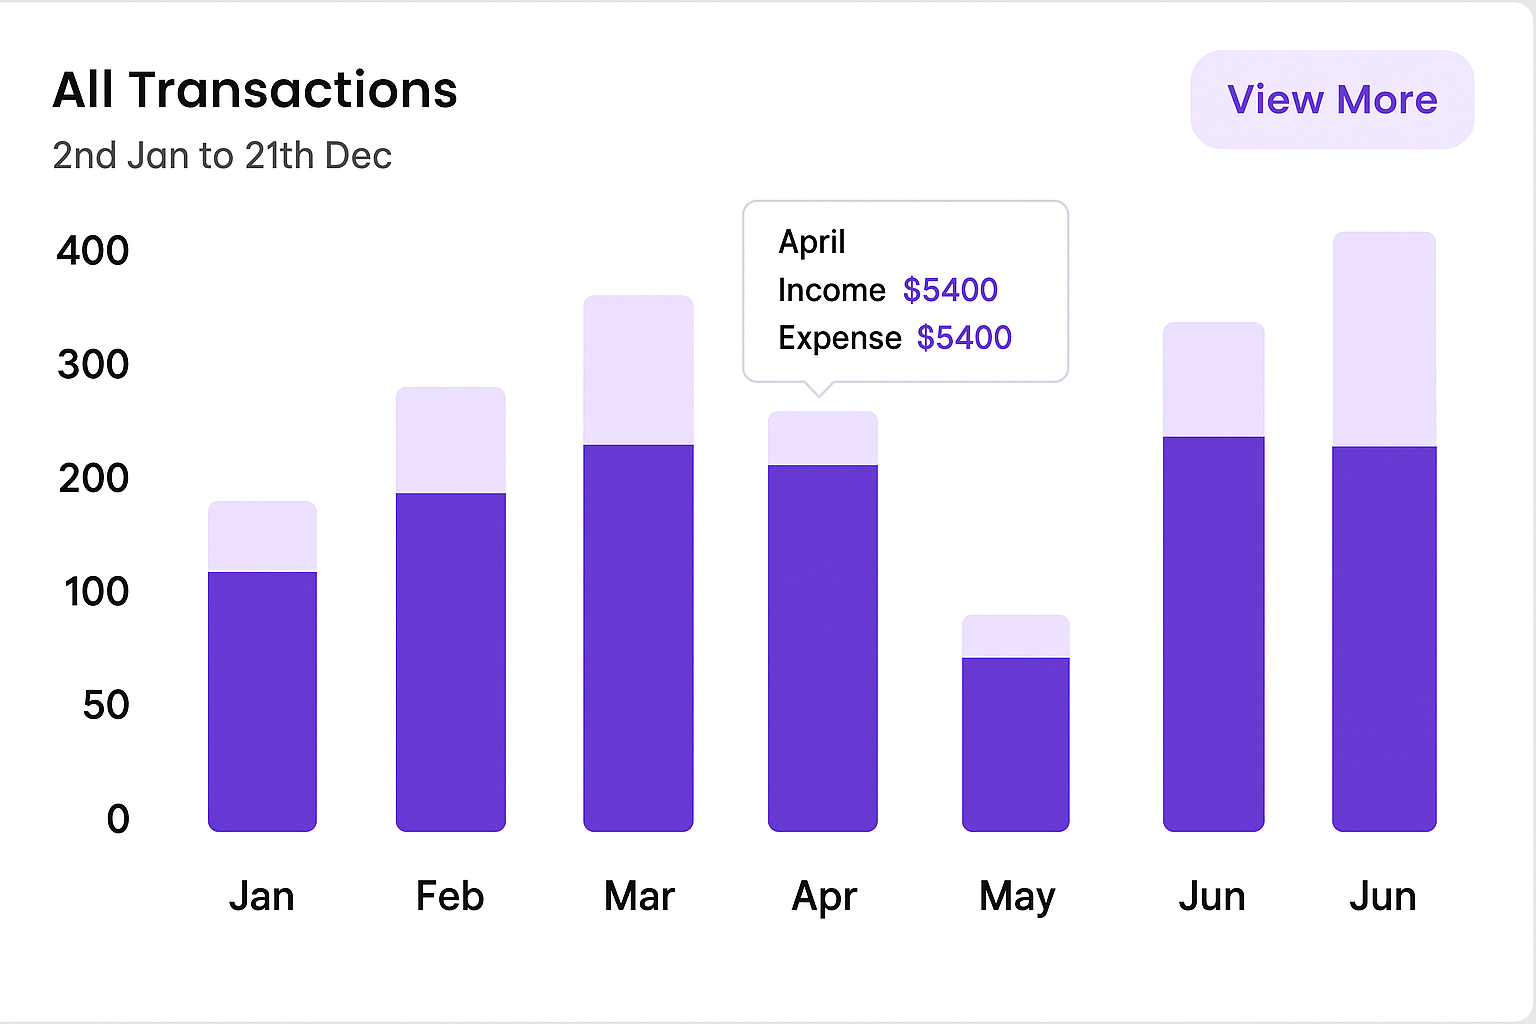 All Transactions
View More
2nd Jan to 21th Dec
April
Income $5400
Expense $5400
400
300
200
100
50
0
Jan Feb Mar Apr May Jun Jun